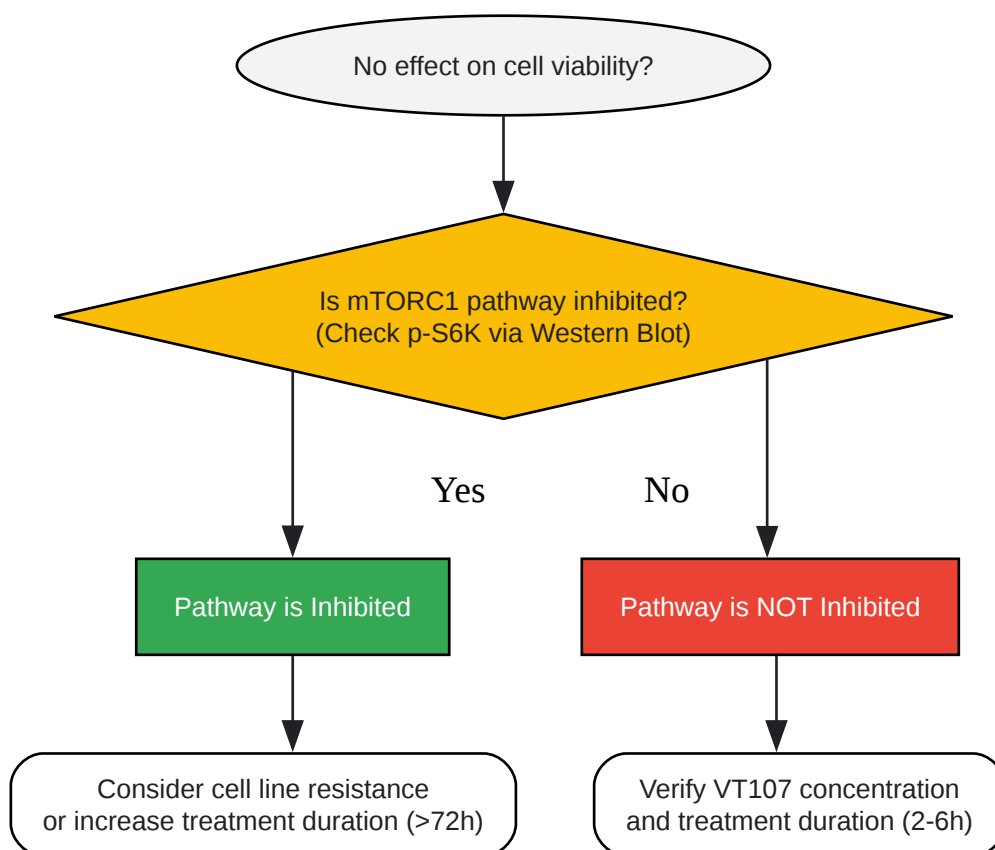 No effect on cell viability?
Is mTORC1 pathway inhibited?
(Check p-S6K via Western Blot)
Yes
No
Pathway is Inhibited
Pathway is NOT Inhibited
Consider cell line resistance
or increase treatment duration (>72h)
Verify VT107 concentration
and treatment duration (2-6h)